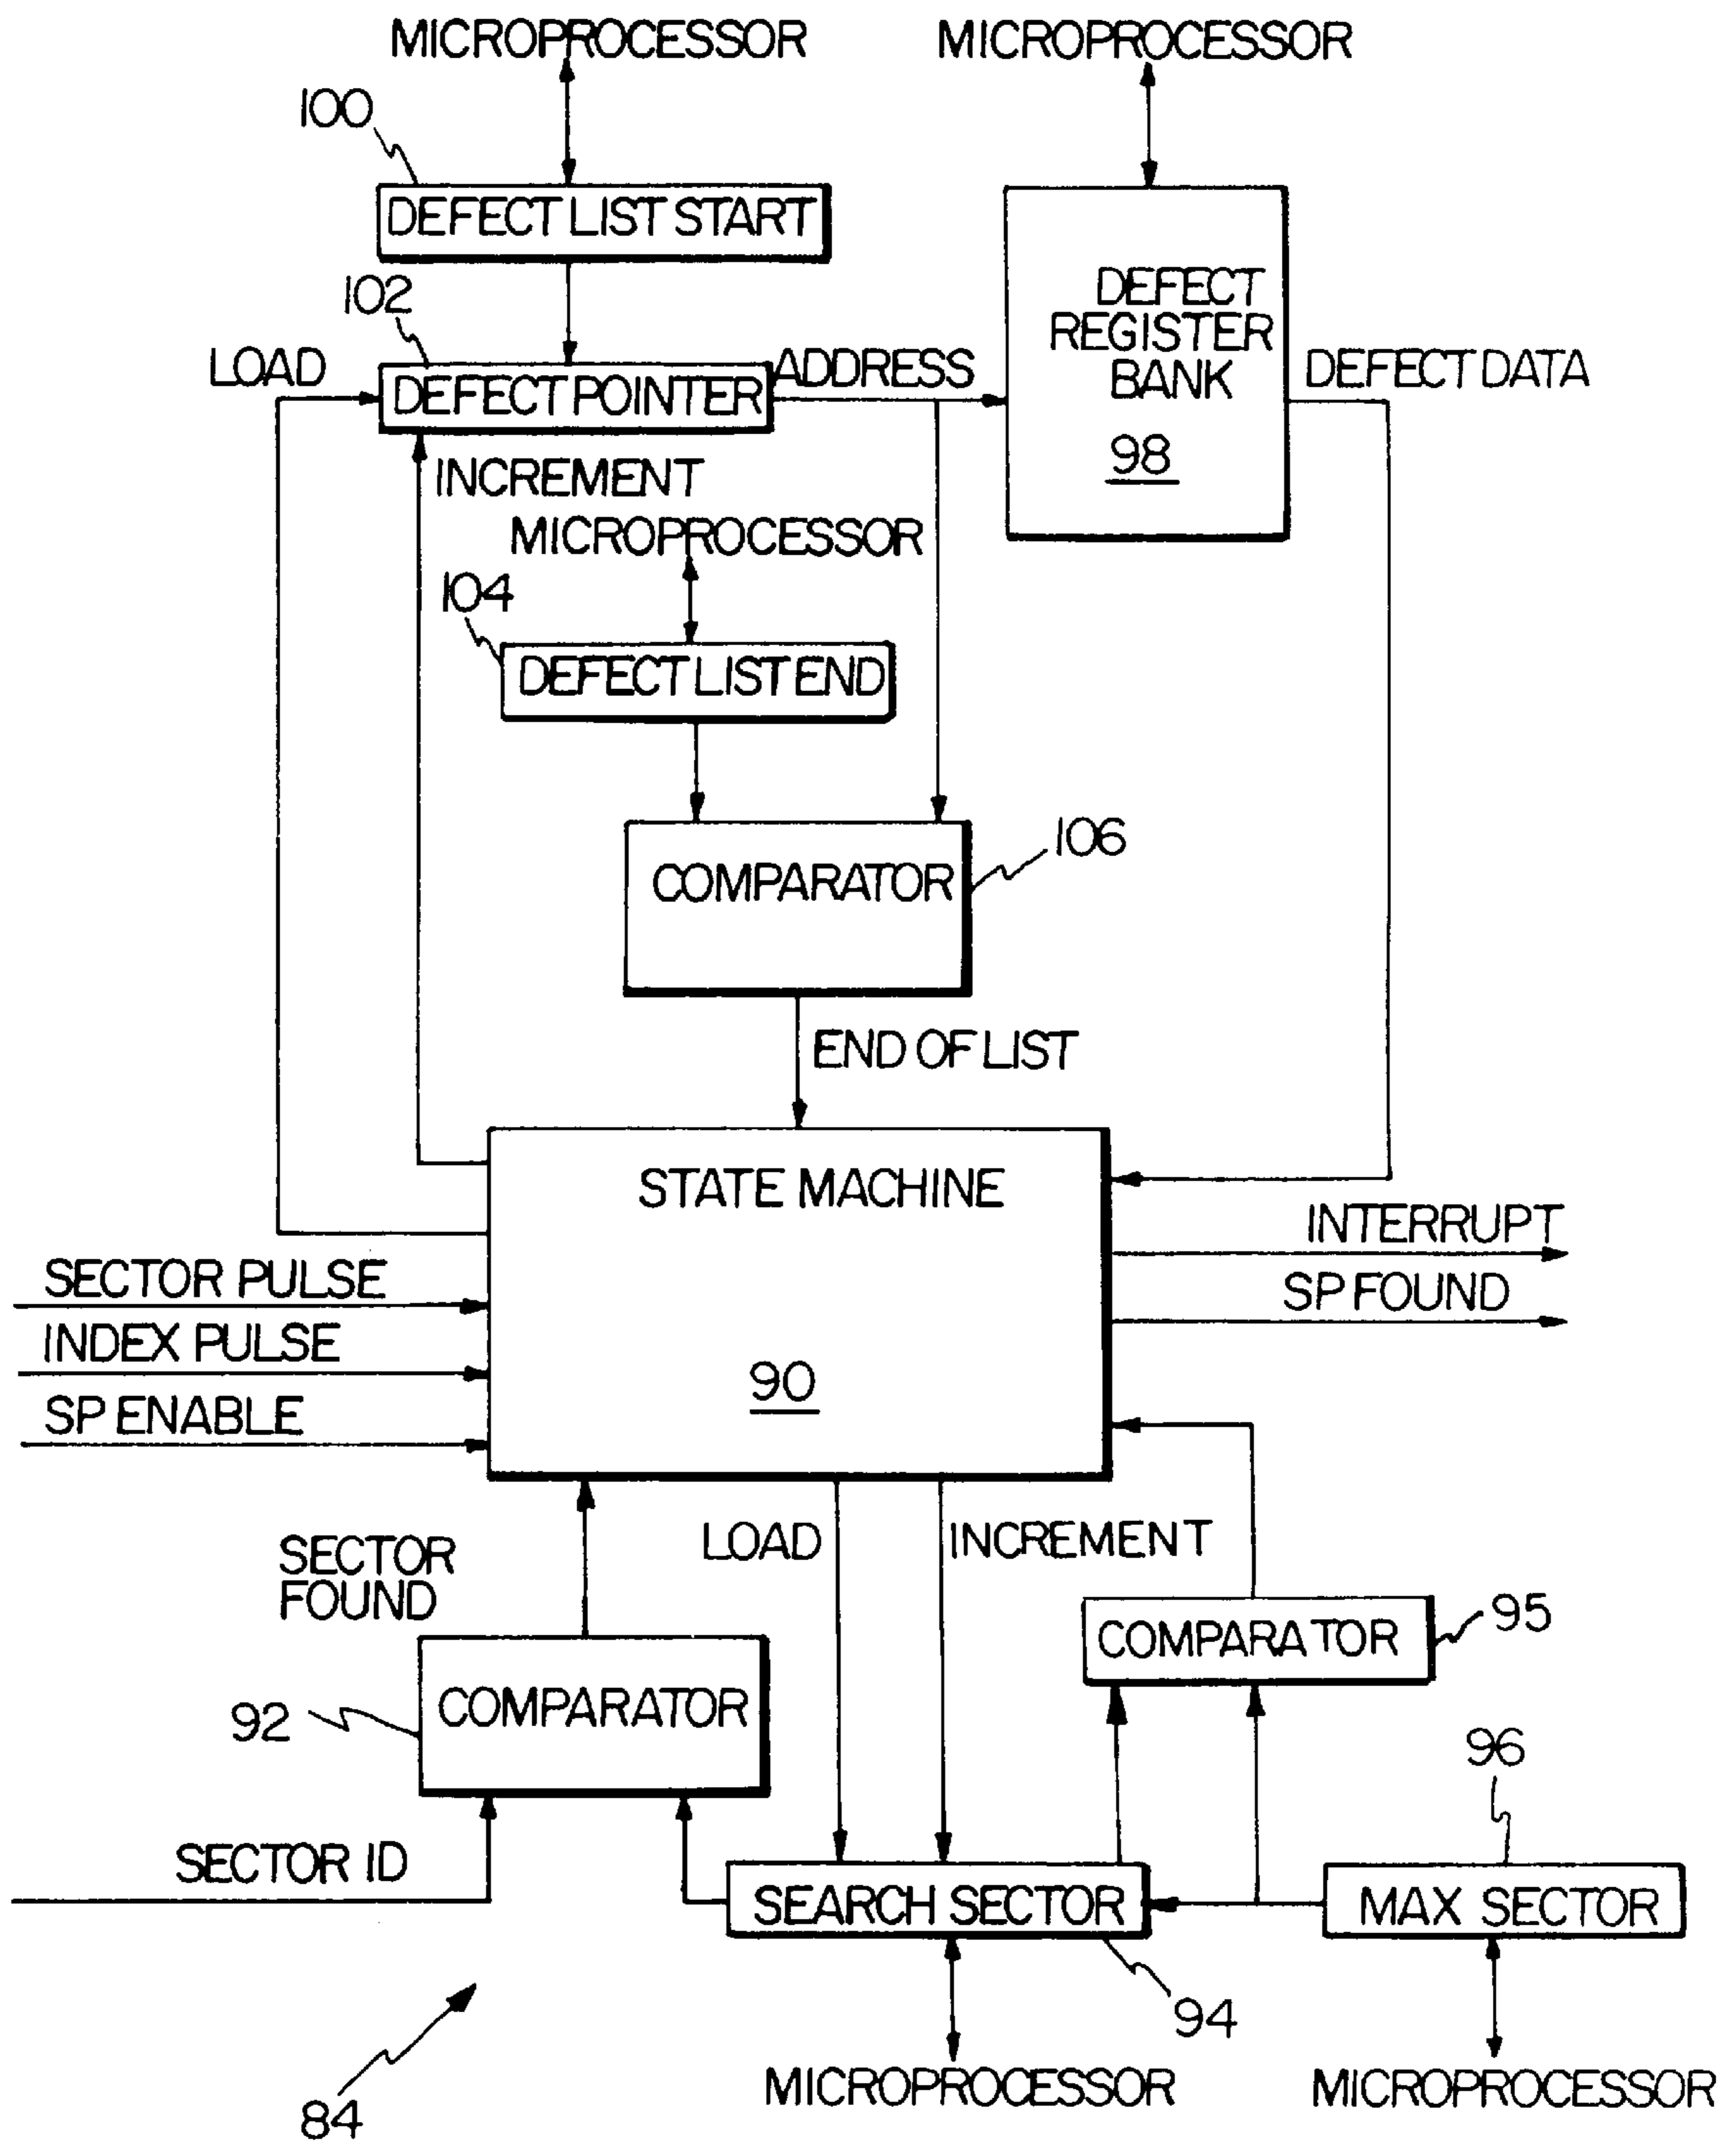 MICROPROCESSOR
MICROPROCESSOR
100
DEFECT LIST START
102
DEFECT REGISTER BANK
98
LOAD
DEFECT POINTER
ADDRESS
DEFECT DATA
INCREMENT
MICROPROCESSOR
104
DEFECT LIST END
COMPARATOR
106
END OF LIST
STATE MACHINE
90
INTERRUPT
SP FOUND
SECTOR PULSE
INDEX PULSE
SP ENABLE
SECTOR
FOUND
LOAD
INCREMENT
COMPARATOR
95
COMPARATOR
92
96
SECTOR ID
SEARCH SECTOR
MAX SECTOR
94
84
MICROPROCESSOR
MICROPROCESSOR